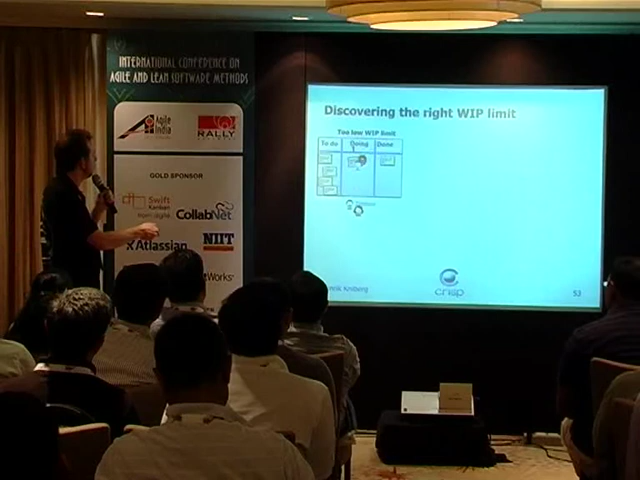 INTERNATIONAL CONFERENCE ON
AGILE AND LEAN SOFTWARE METHODS
Agile
India
RALLY
GOLD SPONSOR
Swift
Kanban
CollabNet
Atlassian
NIIT
Works
Discovering the right WIP limit
Too low WIP limit
To do
Doing
Done
Kniberg
crisp
53